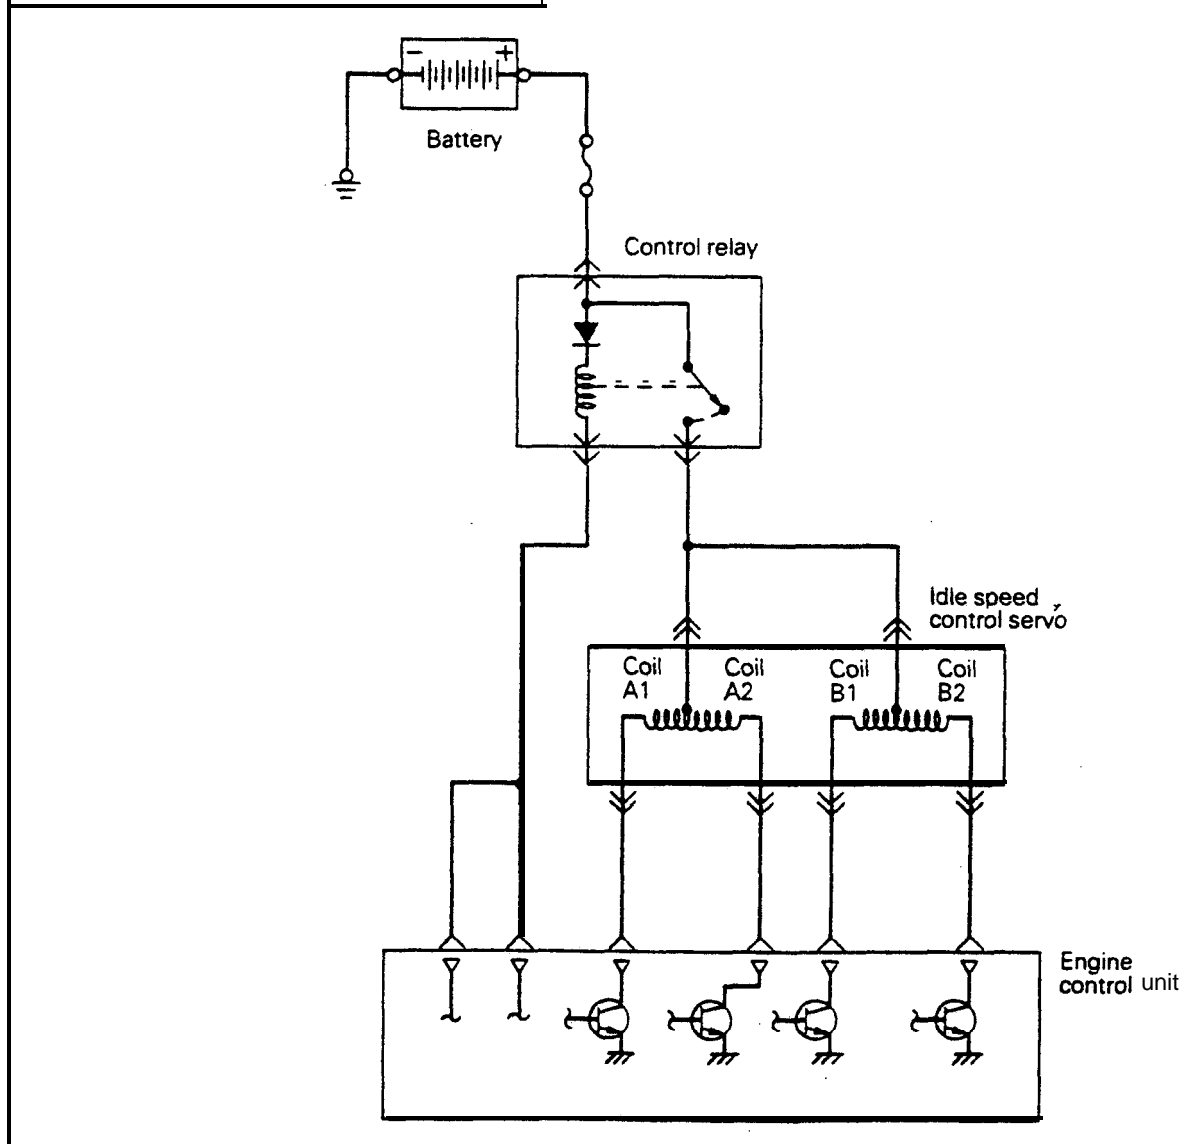 − +
Battery
Control relay
Idle speed
control servo
Coil
A1
Coil
A2
Coil
B1
Coil
B2
Engine
control unit